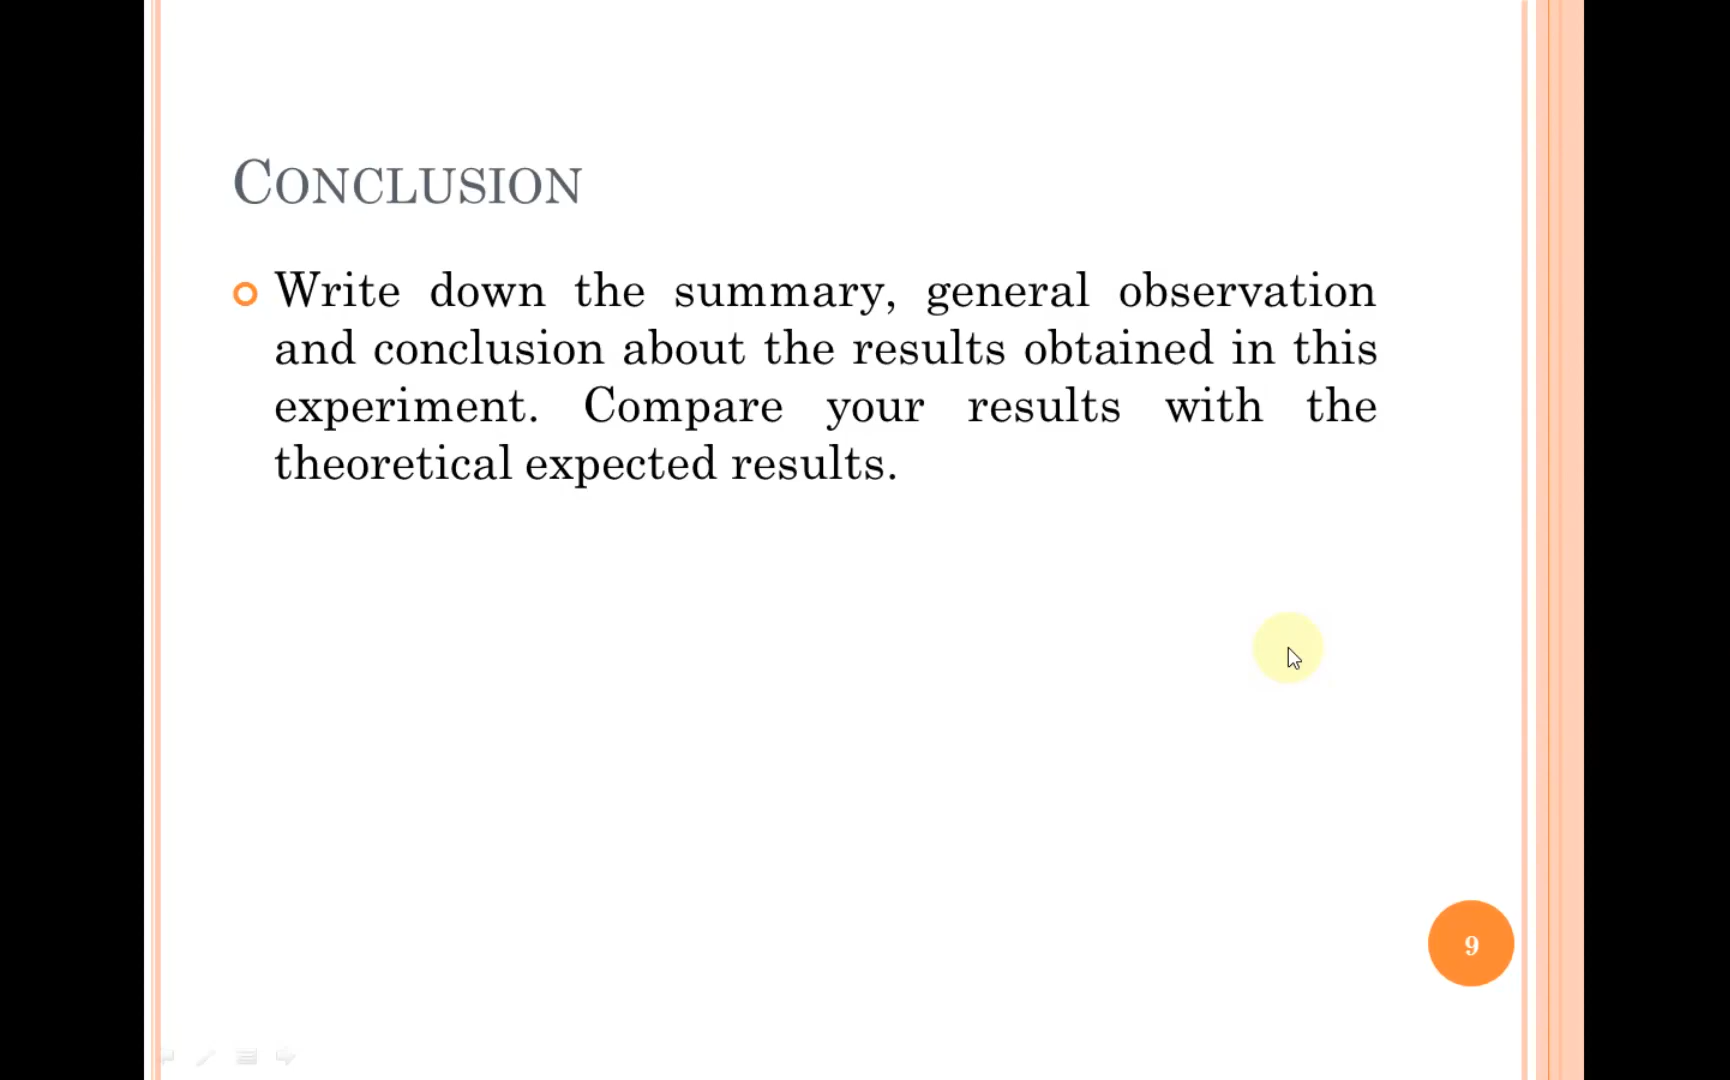 CONCLUSION
Write down the summary, general observation
and conclusion about the results obtained in this
experiment. Compare your results with the
theoretical expected results.
9